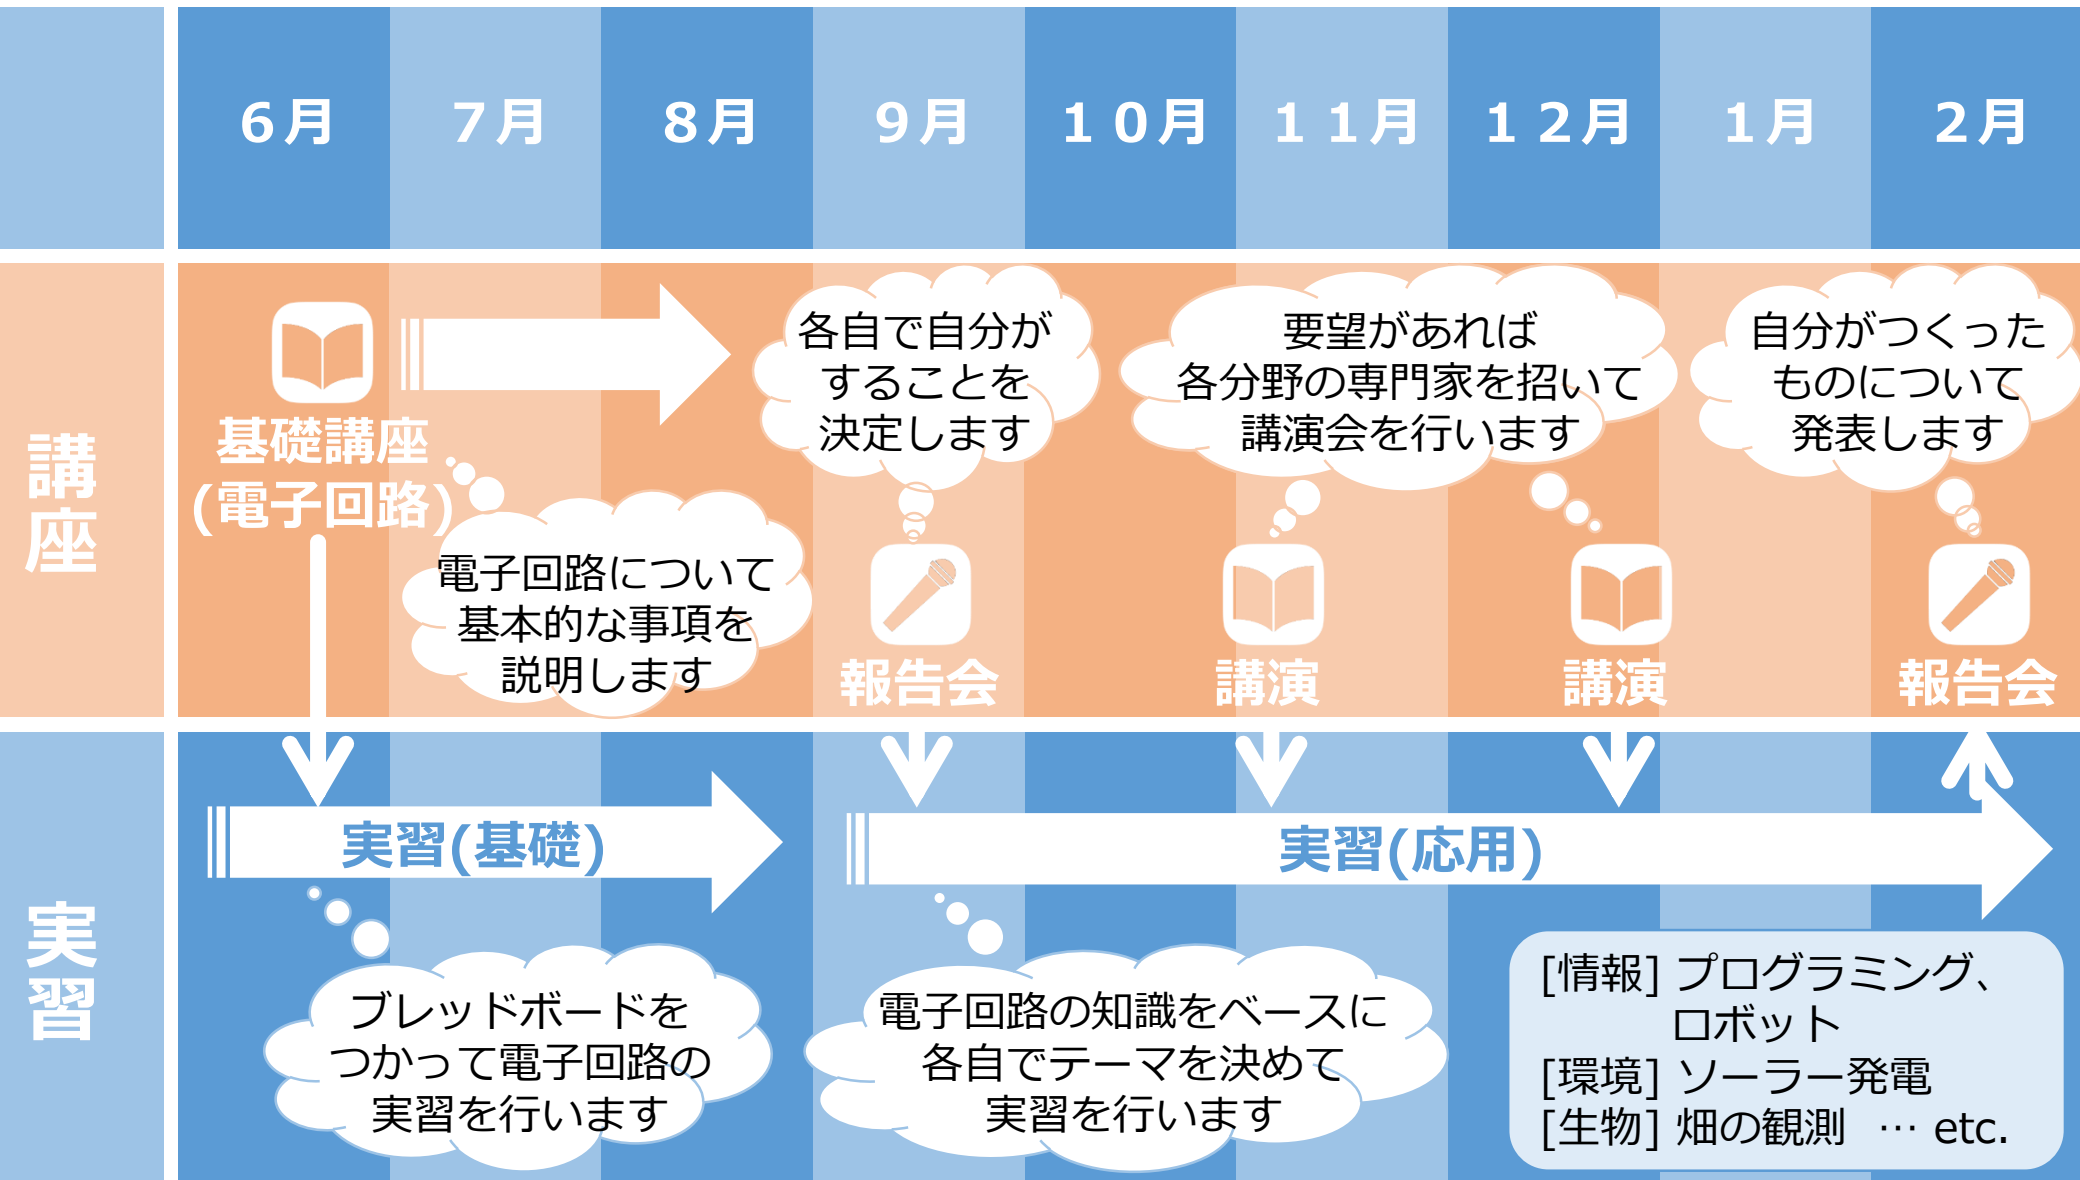 6月
7月
8月
9月
１０月
１１月
１２月
1月
2月
講座
基礎講座
(電子回路)
電子回路について
基本的な事項を
説明します
各自で自分が
することを
決定します
報告会
要望があれば
各分野の専門家を招いて
講演会を行います
講演
講演
自分がつくった
ものについて
発表します
報告会
実習
実習(基礎)
ブレッドボードを
つかって電子回路の
実習を行います
実習(応用)
電子回路の知識をベースに
各自でテーマを決めて
実習を行います
[情報] プログラミング、
ロボット
[環境] ソーラー発電
[生物] 畑の観測 … etc.